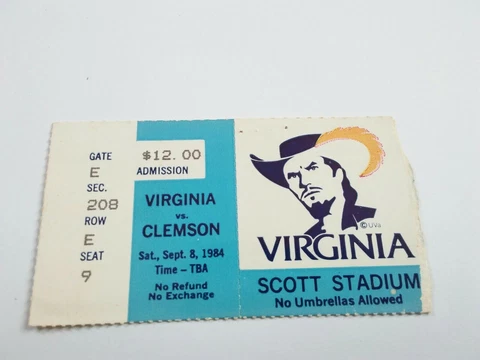 GATE
E
SEC.
208
ROW
E
SEAT
9
$12.00
ADMISSION
VIRGINIA
vs.
CLEMSON
Sat., Sept. 8, 1984
Time - TBA
No Refund
No Exchange
©UVa
VIRGINIA
SCOTT STADIUM
No Umbrellas Allowed